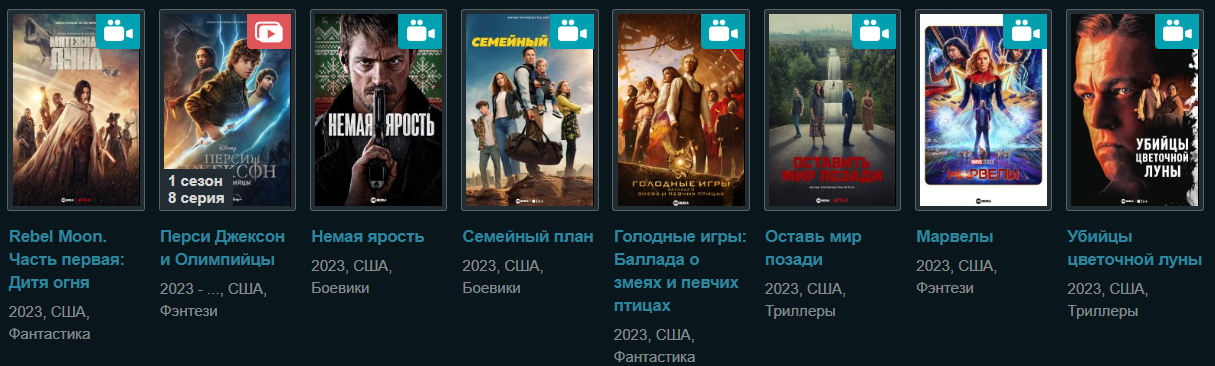 МЯТЕЖНАЯ
ЛУНА
DISNEY
ПЕРСИ
ДЖЕКСОН
1 сезон
8 серия
НЕМАЯ ЯРОСТЬ
СЕМЕЙНЫЙ
ГОЛОДНЫЕ ИГРЫ
БАЛЛАДА О
ЗМЕЯХ И ПЕВЧИХ ПТИЦАХ
ОСТАВИТЬ
МИР ПОЗАДИ
МАРВЕЛЫ
УБИЙЦЫ
ЦВЕТОЧНОЙ
ЛУНЫ
Rebel Moon.
Часть первая:
Дитя огня
2023, США,
Фантастика
Перси Джексон
и Олимпийцы
2023 - ..., США,
Фэнтези
Немая ярость
2023, США,
Боевики
Семейный план
2023, США,
Боевики
Голодные игры:
Баллада о
змеях и певчих
птицах
2023, США,
Фантастика
Оставь мир
позади
2023, США,
Триллеры
Марвелы
2023, США,
Фэнтези
Убийцы
цветочной луны
2023, США,
Триллеры